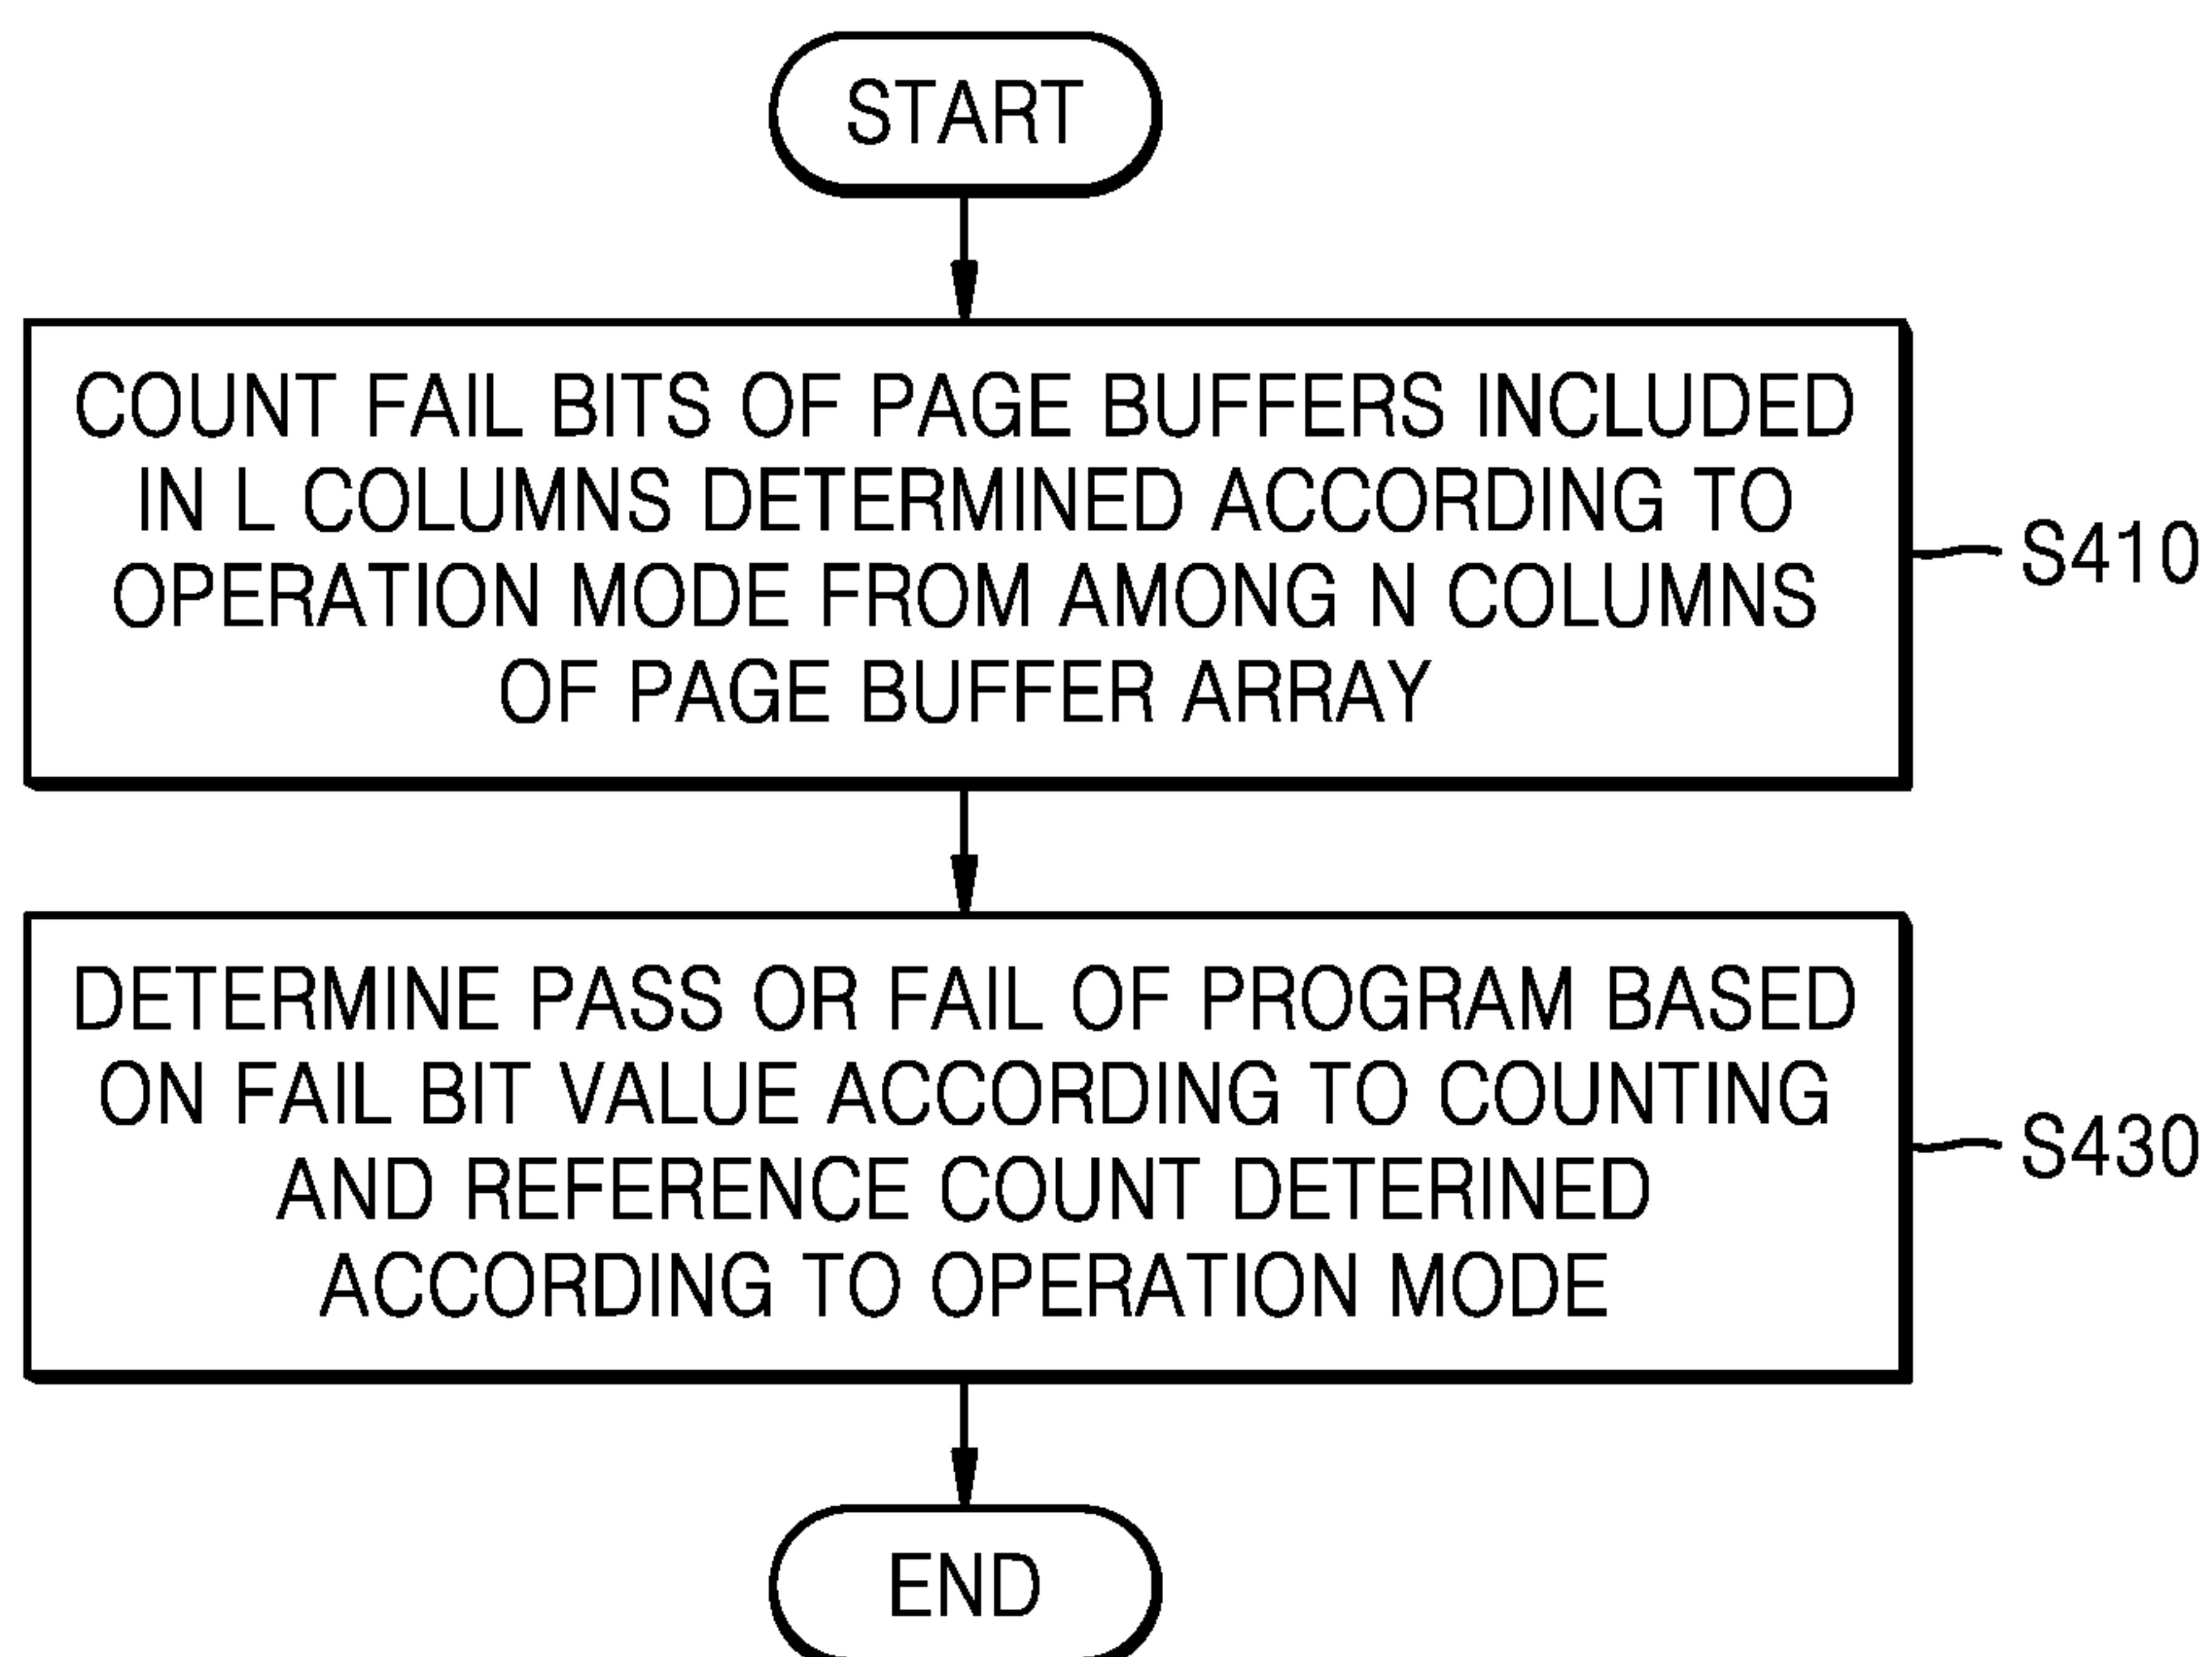 START
COUNT FAIL BITS OF PAGE BUFFERS INCLUDED
IN L COLUMNS DETERMINED ACCORDING TO
OPERATION MODE FROM AMONG N COLUMNS
OF PAGE BUFFER ARRAY
S410
DETERMINE PASS OR FAIL OF PROGRAM BASED
ON FAIL BIT VALUE ACCORDING TO COUNTING
AND REFERENCE COUNT DETERINED
ACCORDING TO OPERATION MODE
S430
END